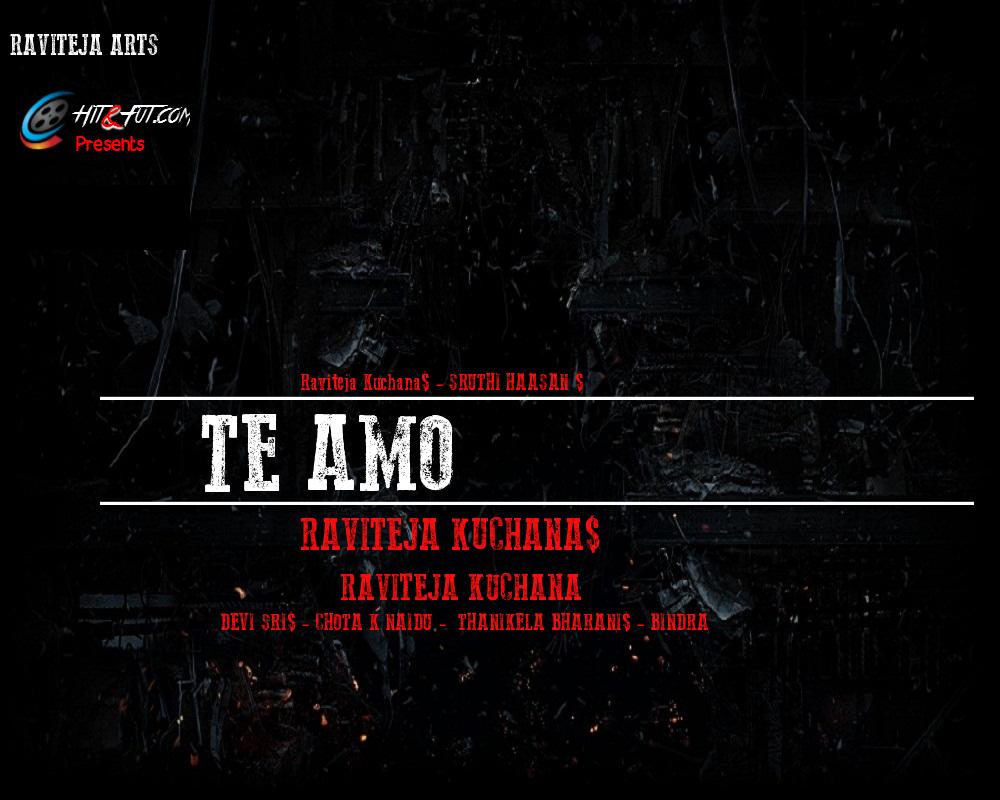 RAVITEJA ARTS
HIT&FUT.COM
Presents
Raviteja Kuchana$ - SRUTHI HAASAN $
TE AMO
RAVITEJA KUCHANA$
RAVITEJA KUCHANA
DEVI SRI$ - CHOTA K NAIDU,- THANIKELA BHARANI$ - BINDRA